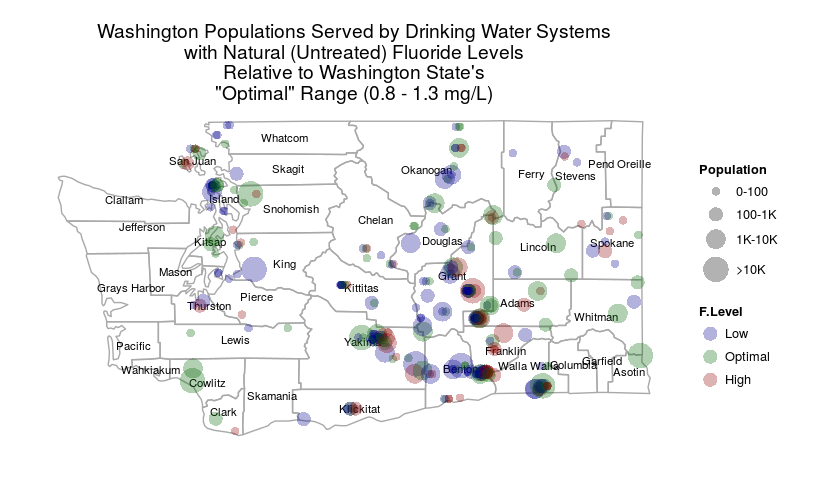 Washington Populations Served by Drinking Water Systems
with Natural (Untreated) Fluoride Levels
Relative to Washington State's
"Optimal" Range (0.8 - 1.3 mg/L)
Whatcom
San Juan
Skagit
Okanogan
Ferry
Stevens
Pend Oreille
Clallam
Island
Snohomish
Chelan
Jefferson
Kitsap
Douglas
Lincoln
Spokane
Mason
King
Grant
Grays Harbor
Kittitas
Thurston
Pierce
Adams
Whitman
Pacific
Lewis
Yakima
Franklin
Wahkiakum
Benton
Walla Walla
Columbia
Garfield
Asotin
Cowlitz
Skamania
Clark
Klickitat
Population
0-100
100-1K
1K-10K
>10K
F.Level
Low
Optimal
High